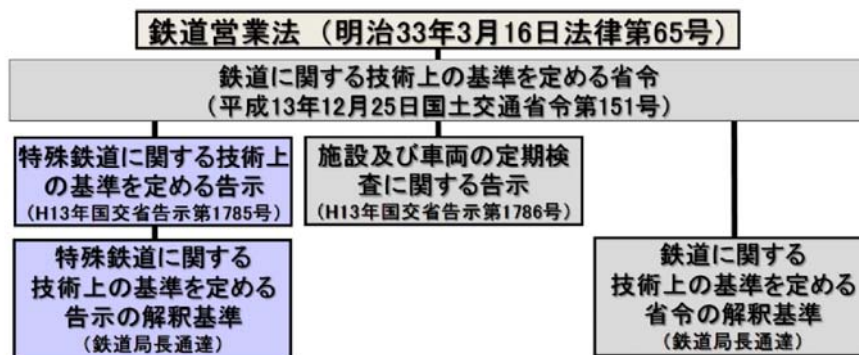 鉄道営業法（明治33年3月16日法律第65号）
鉄道に関する技術上の基準を定める省令
（平成13年12月25日国土交通省令第151号）
特殊鉄道に関する技術上
の基準を定める告示
（H13年国交省告示第1785号）
施設及び車両の定期検
査に関する告示
（H13年国交省告示第1786号）
特殊鉄道に関する
技術上の基準を定める
告示の解釈基準
（鉄道局長通達）
鉄道に関する
技術上の基準を定める
省令の解釈基準
（鉄道局長通達）